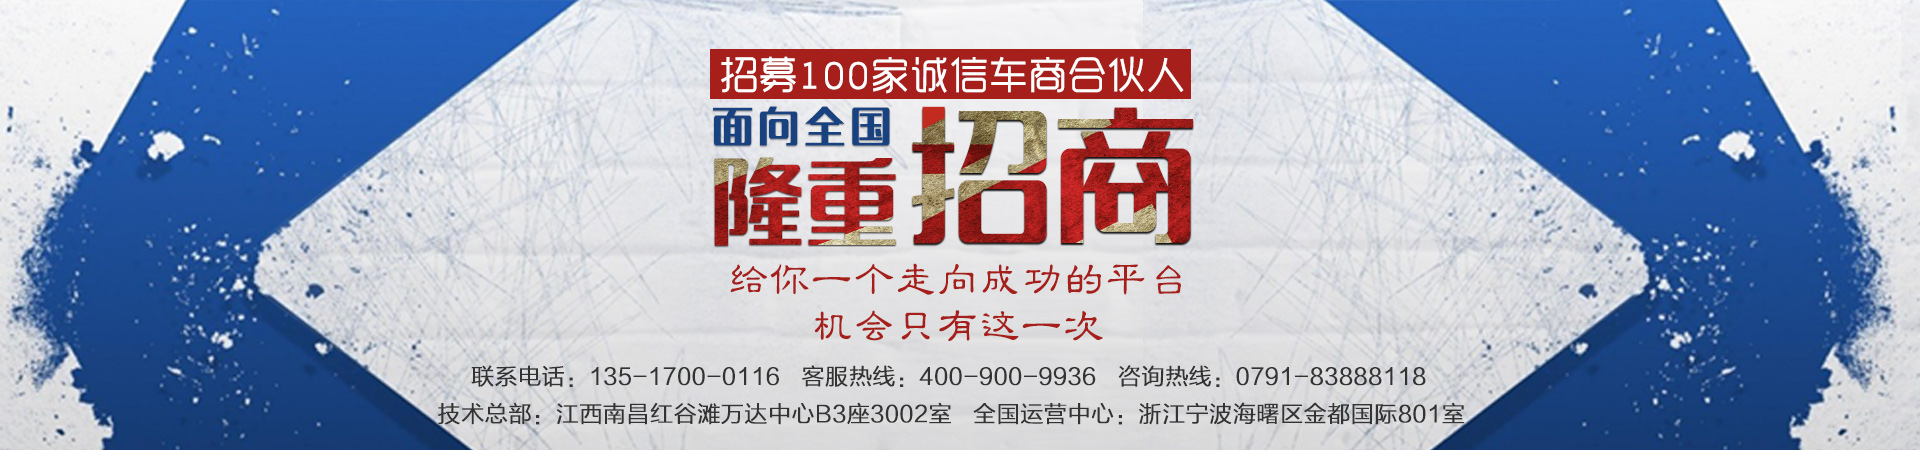 招募100家诚信车商合伙人
面向全国
隆重招商
给你一个走向成功的平台
机会只有这一次
联系电话：135-1700-0116 客服热线：400-900-9936 咨询热线：0791-83888118
技术总部：江西南昌红谷滩万达中心B3座3002室 全国运营中心：浙江宁波海曙区金都国际801室